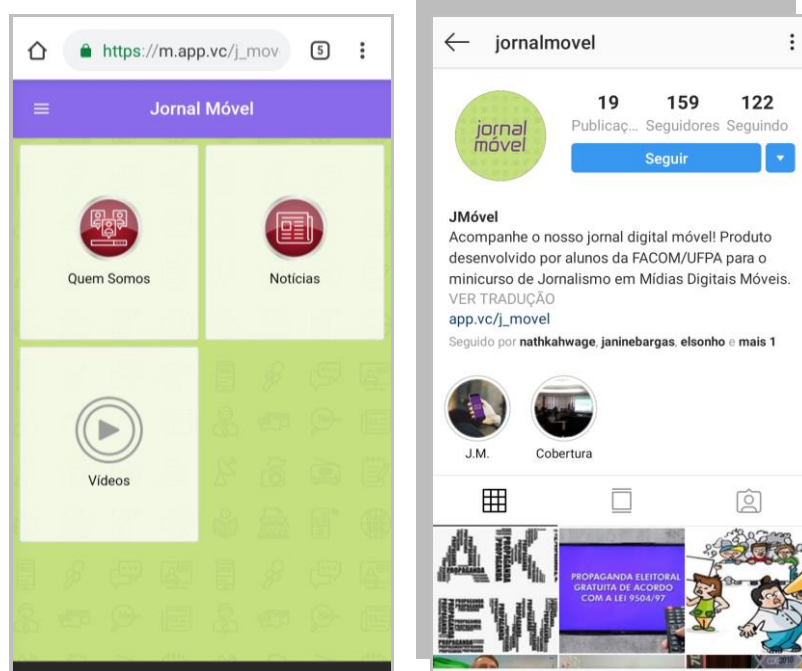 https://m.app.vc/j_mov
5
Jornal Móvel
Quem Somos
Notícias
Vídeos
jornalmovel
jornal
móvel
19 159 122
Publicaç... Seguidores Seguindo
Seguir
JMóvel
Acompanhe o nosso jornal digital móvel! Produto
desenvolvido por alunos da FACOM/UFPA para o
minicurso de Jornalismo em Mídias Digitais Móveis.
VER TRADUÇÃO
app.vc/j_movel
Seguido por nathkahwage, janinebargas, elsonho e mais 1
J.M. Cobertura
PROPAGANDA ELEITORAL
GRATUITA DE ACORDO
COM A LEI 9504/97